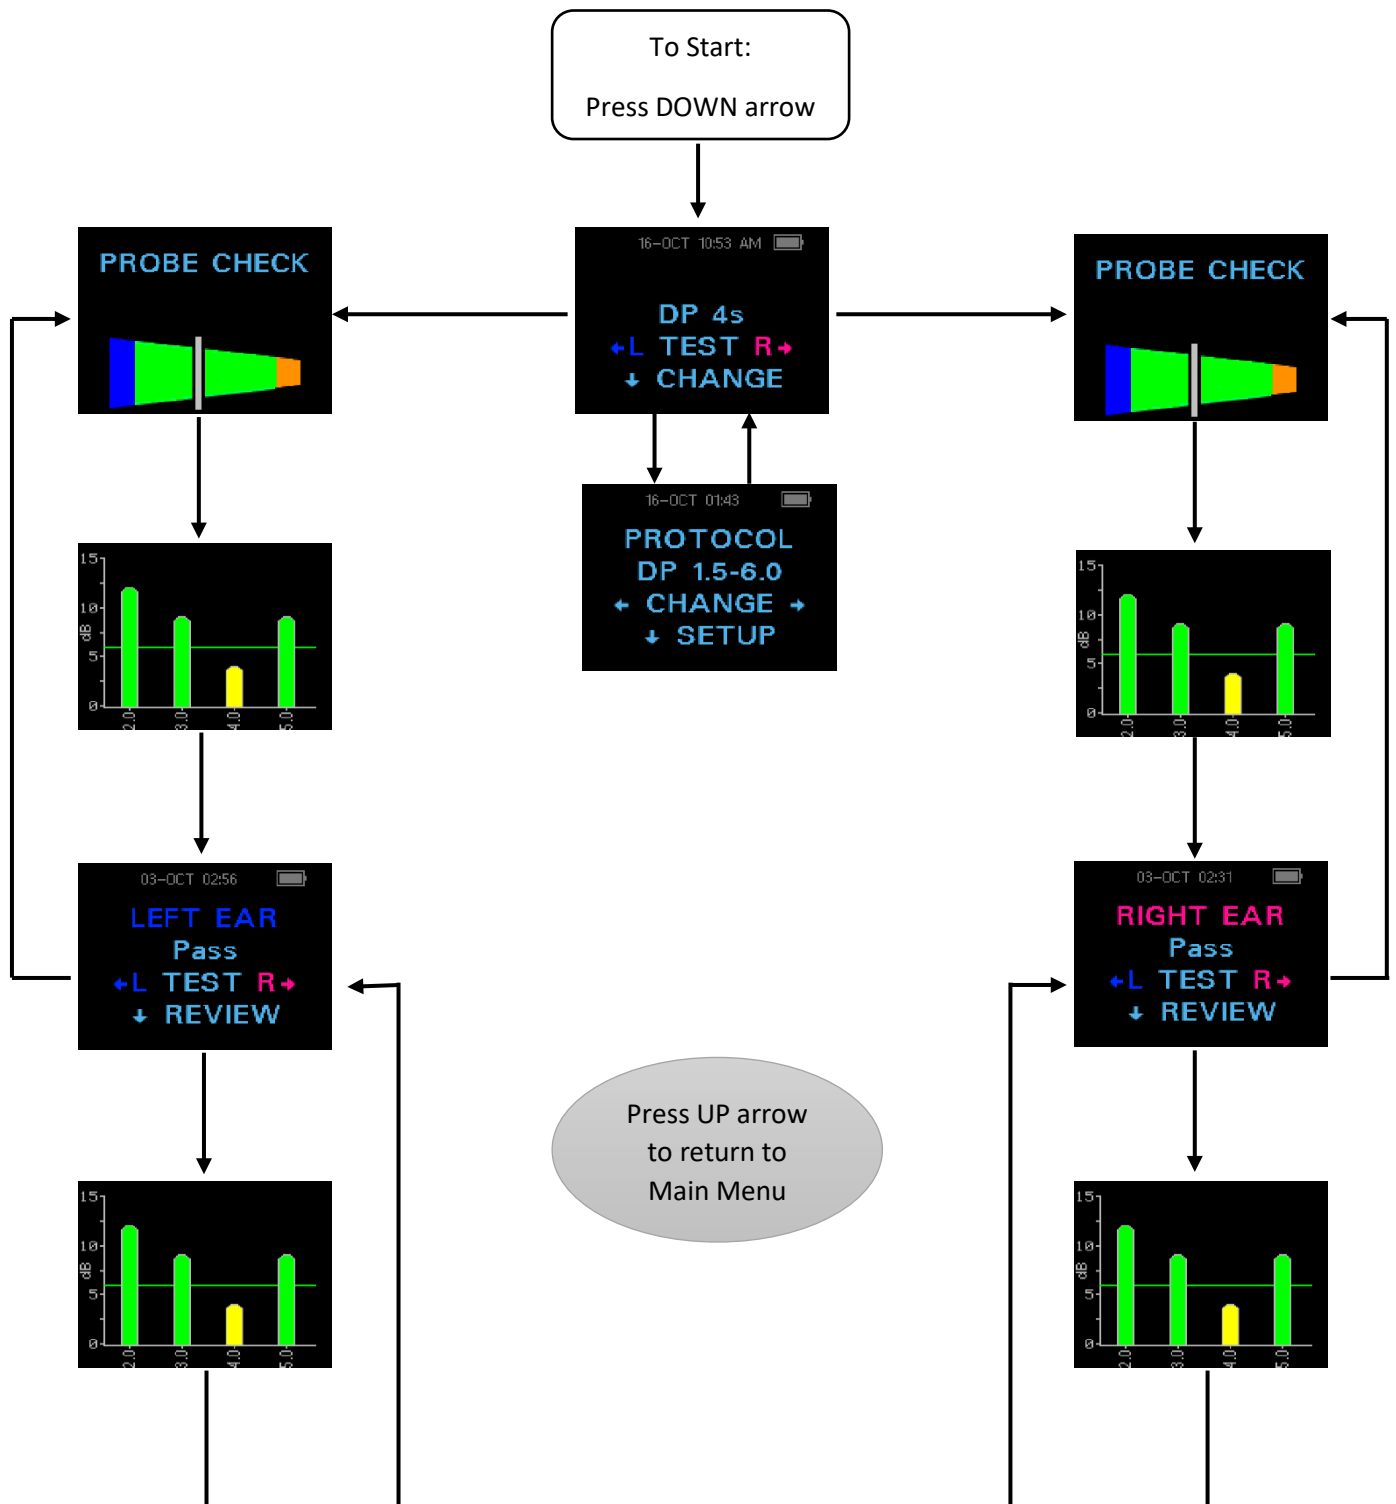 To Start:
Press DOWN arrow
PROBE CHECK
16-OCT 10:53 AM
DP 4s
←L TEST R→
↓ CHANGE
PROBE CHECK
16-OCT 01:43
PROTOCOL
DP 1.5-6.0
← CHANGE →
↓ SETUP
15
10
dB
5
0
2.0 3.0 4.0 5.0
15
10
dB
5
0
2.0 3.0 4.0 5.0
03-OCT 02:56
LEFT EAR
Pass
←L TEST R→
↓ REVIEW
03-OCT 02:31
RIGHT EAR
Pass
←L TEST R→
↓ REVIEW
Press UP arrow
to return to
Main Menu
15
10
dB
5
0
2.0 3.0 4.0 5.0
15
10
dB
5
0
2.0 3.0 4.0 5.0